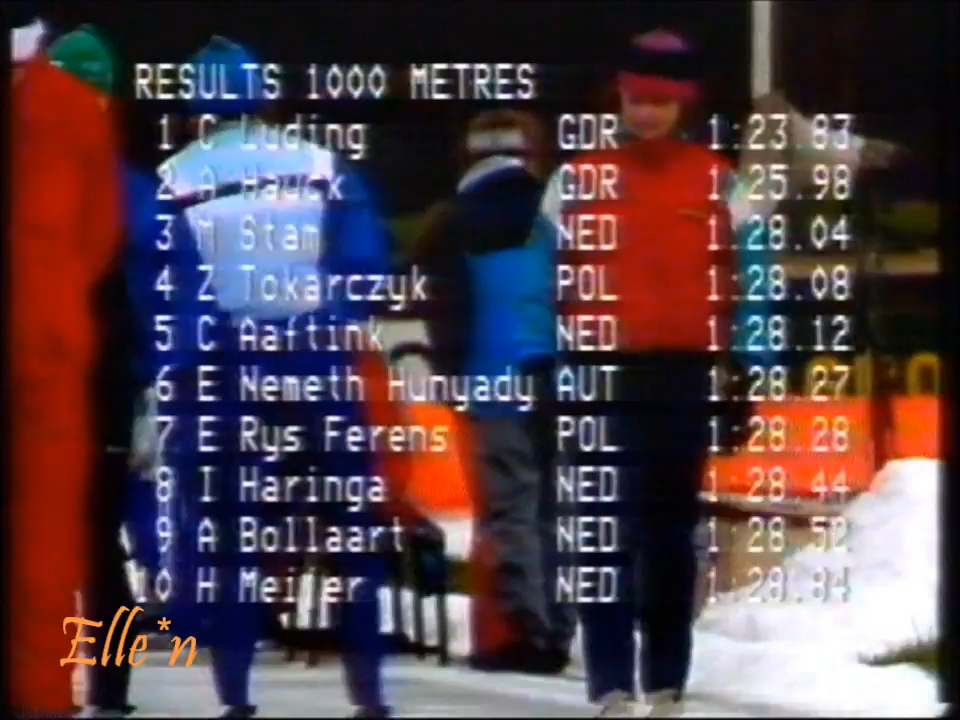 RESULTS 1000 METRES
1 C Luding GDR 1:23.83
2 A Hauck GDR 1:25.98
3 M Stam NED 1:28.04
4 Z Tokarczyk POL 1:28.08
5 C Aaftink NED 1:28.12
6 E Nemeth Hunyady AUT 1:28.27
7 E Rys Ferens POL 1:28.28
8 I Haringa NED 1:28.44
9 A Bollaart NED 1:28.52
10 H Meijer NED 1:28.84
Elle*n